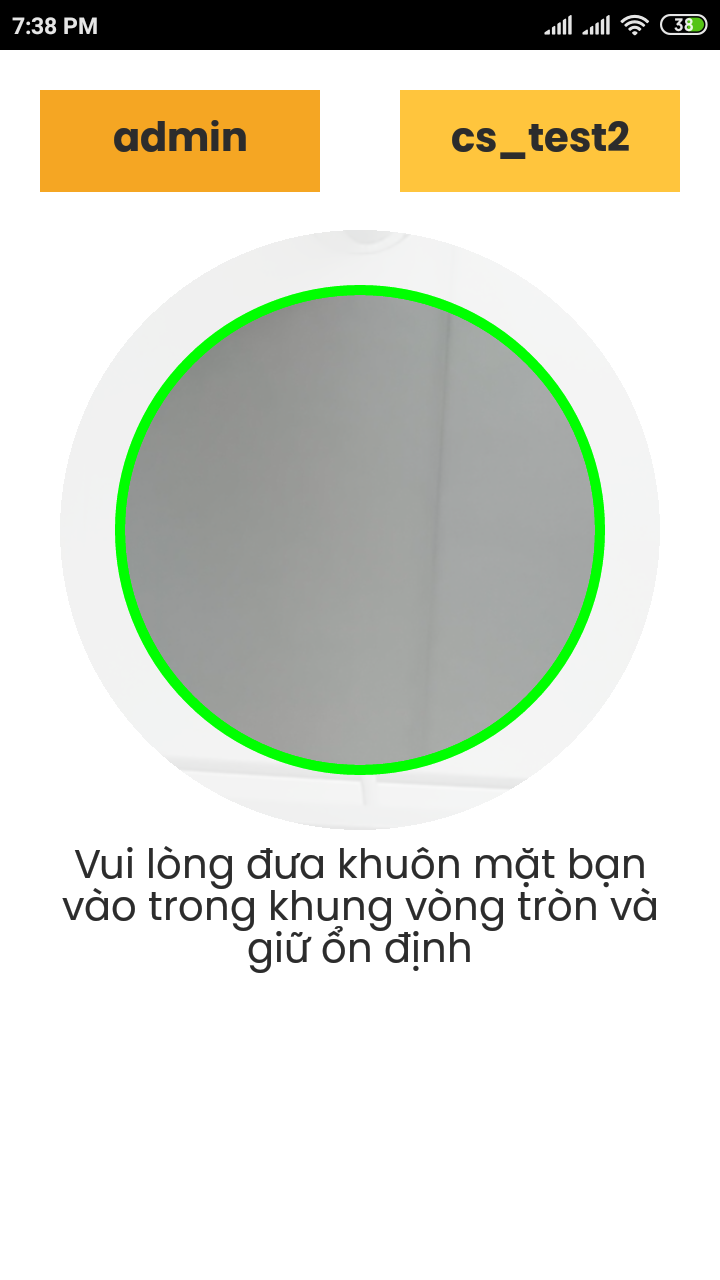 7:38 PM
38
admin
cs_test2
Vui lòng đưa khuôn mặt bạn
vào trong khung vòng tròn và
giữ ổn định